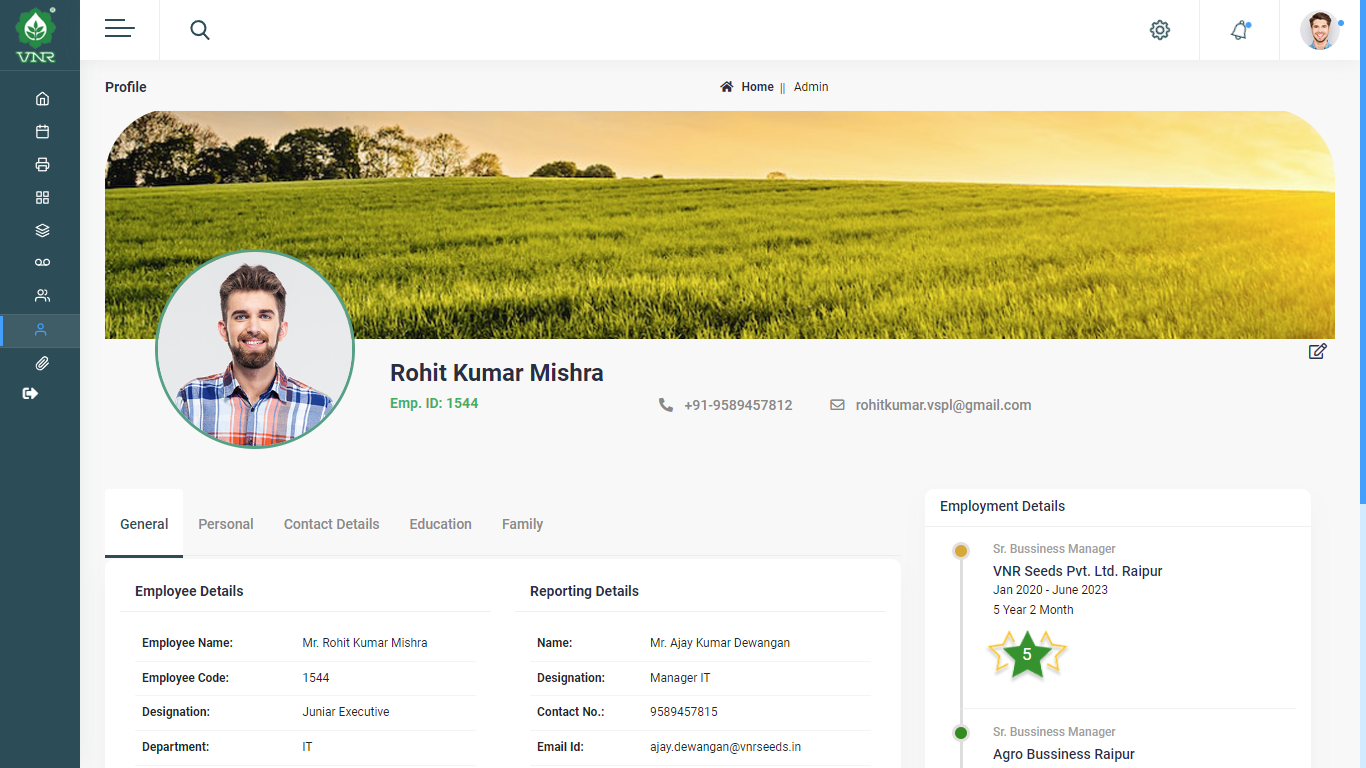 VNR
Profile
Home || Admin
Rohit Kumar Mishra
Emp. ID: 1544
+91-9589457812
rohitkumar.vspl@gmail.com
General Personal Contact Details Education Family
Employee Details
Employee Name: Mr. Rohit Kumar Mishra
Employee Code: 1544
Designation: Juniar Executive
Department: IT
Reporting Details
Name: Mr. Ajay Kumar Dewangan
Designation: Manager IT
Contact No.: 9589457815
Email Id: ajay.dewangan@vnrseeds.in
Employment Details
Sr. Bussiness Manager
VNR Seeds Pvt. Ltd. Raipur
Jan 2020 - June 2023
5 Year 2 Month
5
Sr. Bussiness Manager
Agro Bussiness Raipur